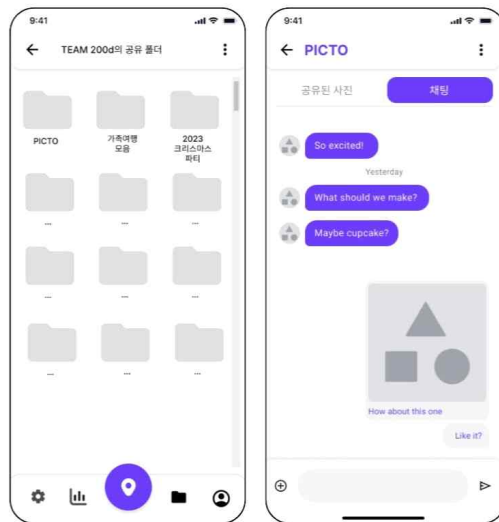 9:41
TEAM 200d의 공유 폴더
PICTO
가족여행
모음
2023
크리스마스
파티
...
...
...
...
...
...
...
...
...
9:41
PICTO
공유된 사진
채팅
So excited!
Yesterday
What should we make?
Maybe cupcake?
How about this one
Like it?